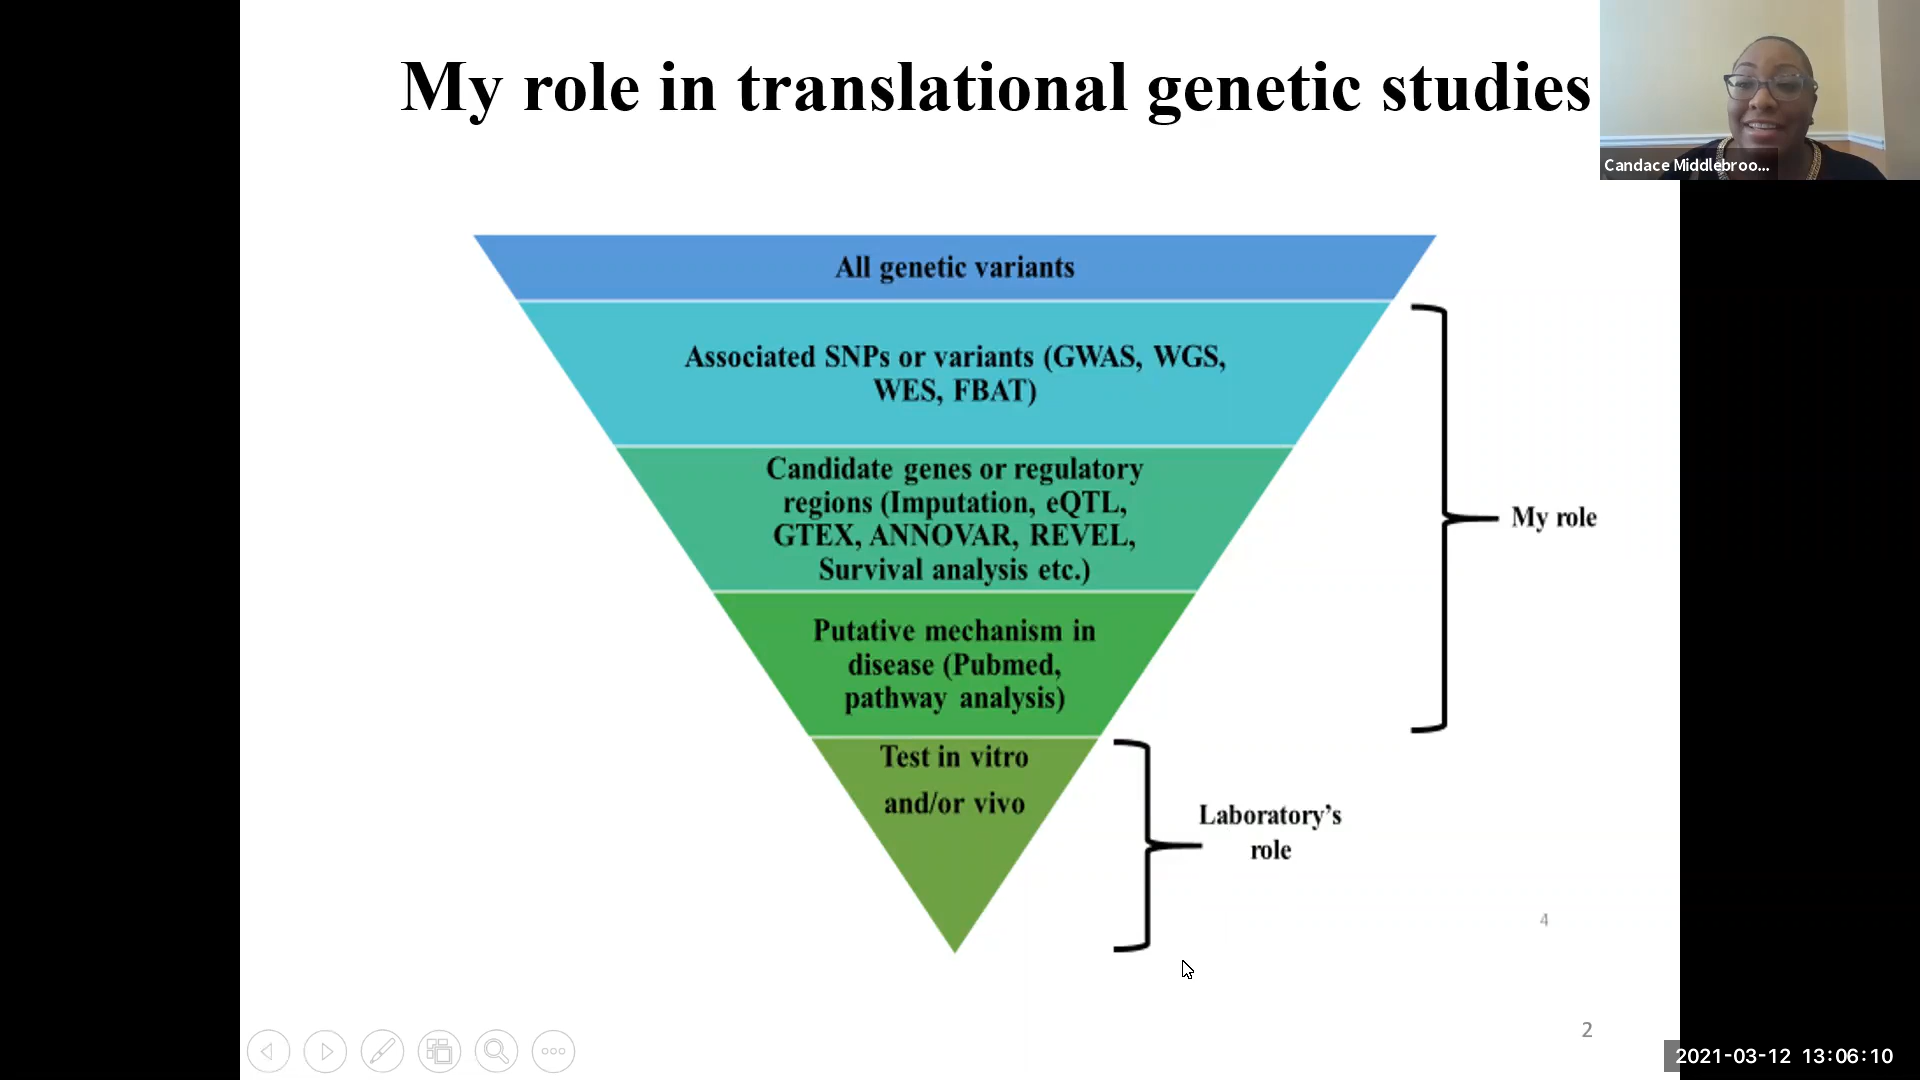 My role in translational genetic studies
Candace Middlebroo...
All genetic variants
Associated SNPs or variants (GWAS, WGS,
WES, FBAT)
Candidate genes or regulatory
regions (Imputation, eQTL,
GTEX, ANNOVAR, REVEL,
Survival analysis etc.)
Putative mechanism in
disease (Pubmed,
pathway analysis)
Test in vitro
and/or vivo
My role
Laboratory’s
role
4
2
2021-03-12 13:06:10